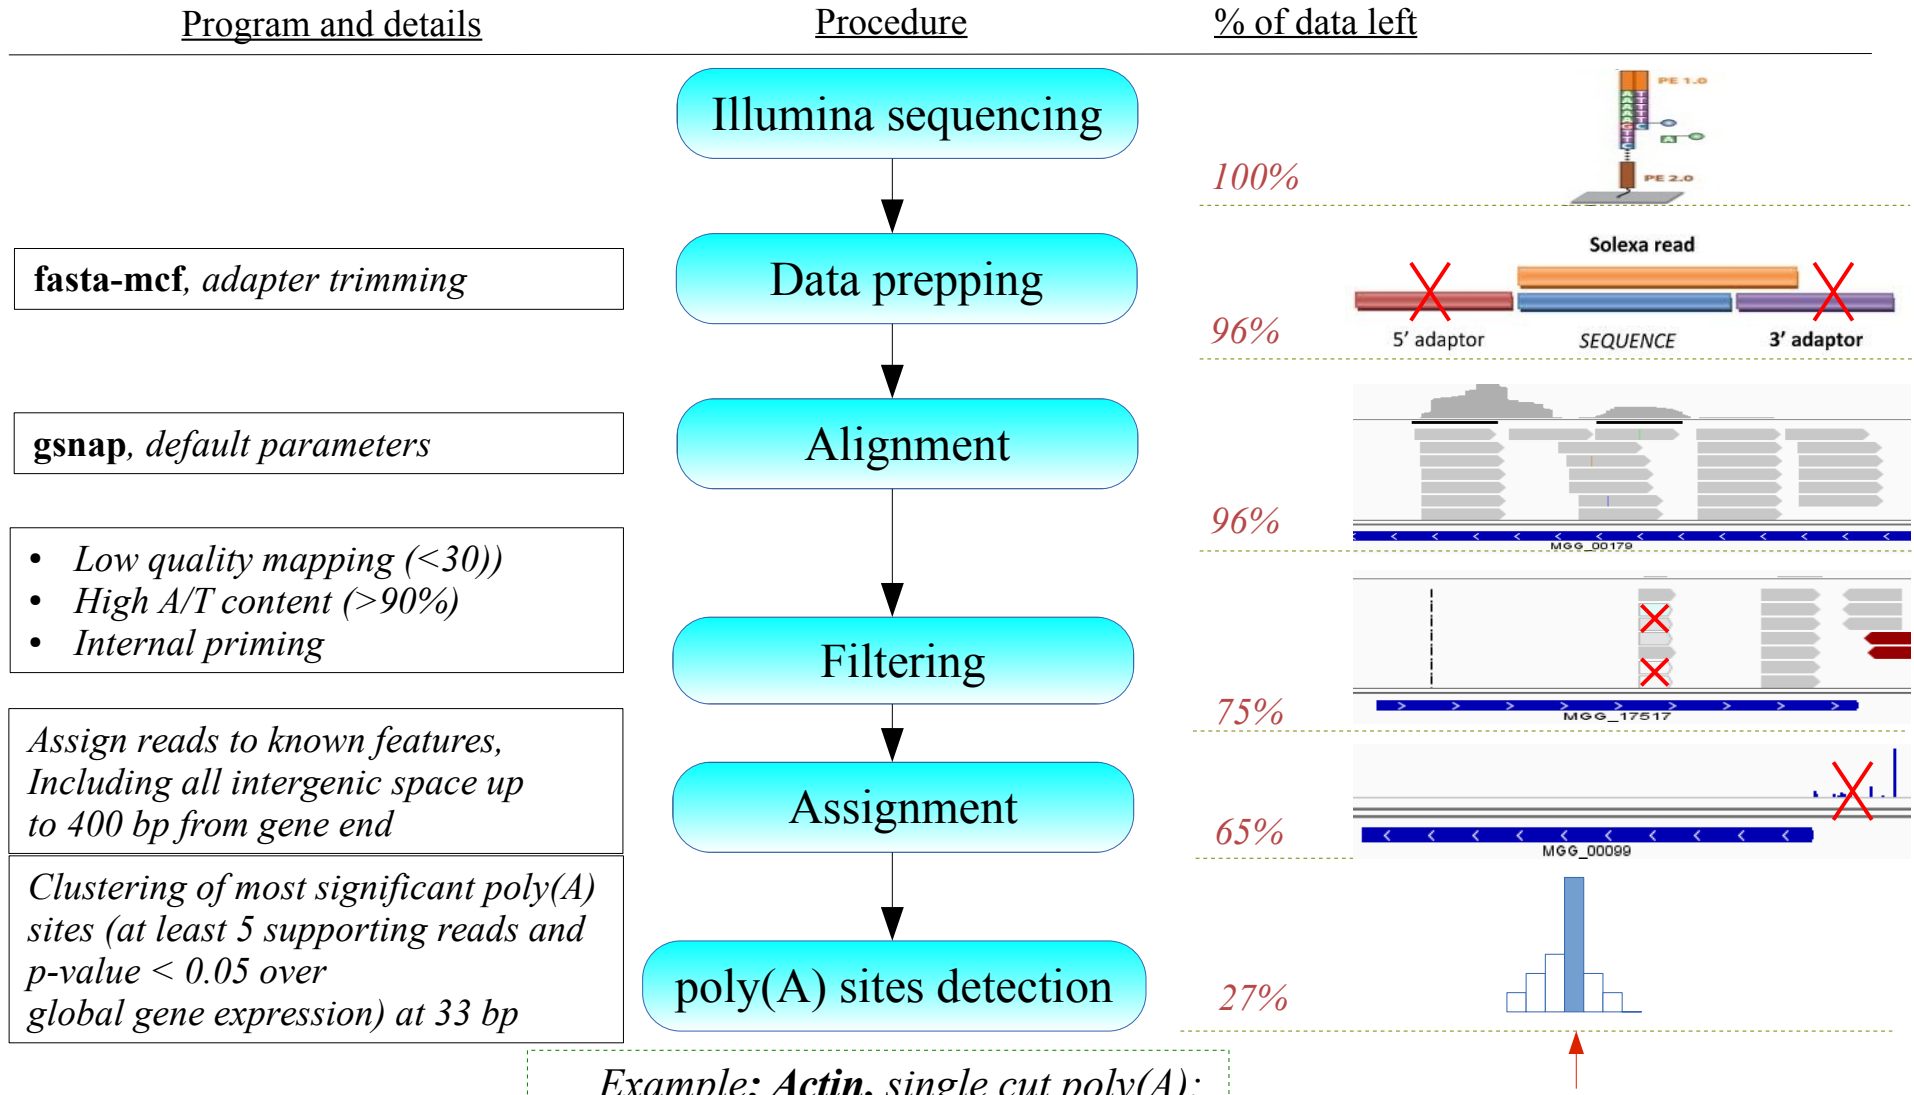 Program and details
Procedure
% of data left
Illumina sequencing
100%
PE 1.0
PE 2.0
fasta-mcf, adapter trimming
Data prepping
96%
Solexa read
5' adaptor
SEQUENCE
3' adaptor
gsnap, default parameters
Alignment
96%
MGG_00179
• Low quality mapping (<30))
• High A/T content (>90%)
• Internal priming
Filtering
75%
MGG_17517
Assign reads to known features,
Including all intergenic space up
to 400 bp from gene end
Assignment
65%
MGG_00099
Clustering of most significant poly(A)
sites (at least 5 supporting reads and
p-value < 0.05 over
global gene expression) at 33 bp
poly(A) sites detection
27%
Example: Actin, single cut poly(A):